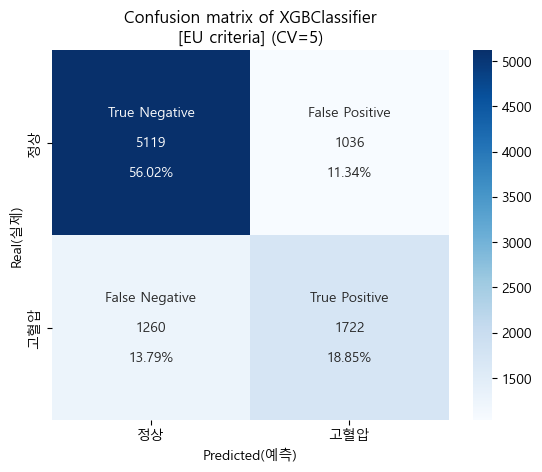 Confusion matrix of XGBClassifier
[EU criteria] (CV=5)
True Negative
5119
56.02%
False Positive
1036
11.34%
False Negative
1260
13.79%
True Positive
1722
18.85%
정상
고혈압
Real(실제)
정상
고혈압
Predicted(예측)
5000
4500
4000
3500
3000
2500
2000
1500